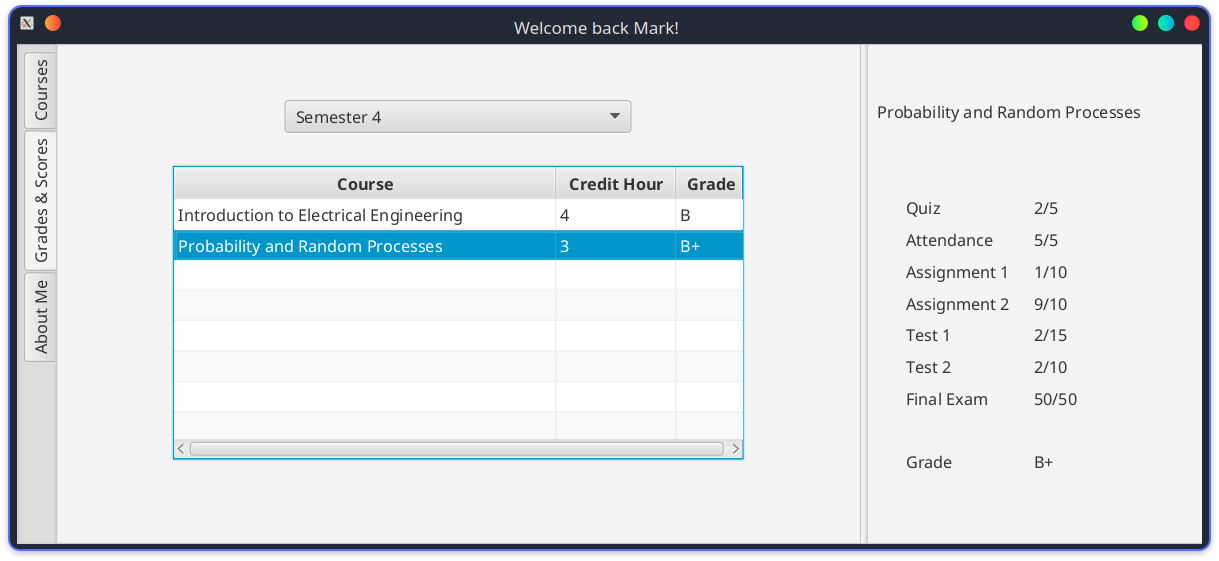 Welcome back Mark!
Courses
Grades & Scores
About Me
Semester 4
Course Credit Hour Grade
Introduction to Electrical Engineering 4 B
Probability and Random Processes 3 B+
Probability and Random Processes
Quiz 2/5
Attendance 5/5
Assignment 1 1/10
Assignment 2 9/10
Test 1 2/15
Test 2 2/10
Final Exam 50/50
Grade B+